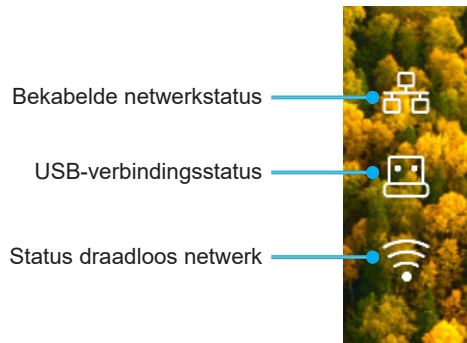 Bekabelde netwerkstatus
USB-verbindingsstatus
Status draadloos netwerk